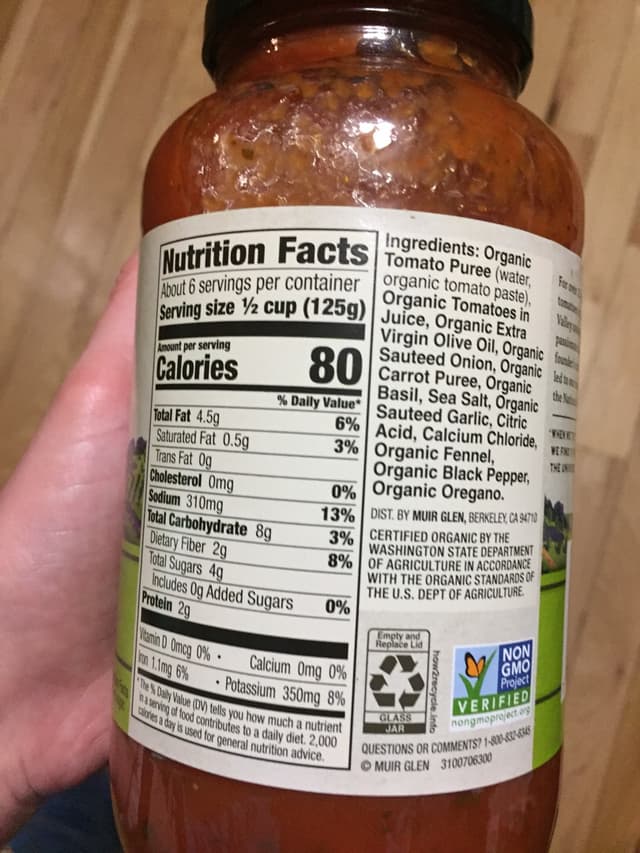 Nutrition Facts
About 6 servings per container
Serving size ½ cup (125g)
Amount per serving
Calories 80
% Daily Value*
Total Fat 4.5g 6%
Saturated Fat 0.5g 3%
Trans Fat 0g
Cholesterol 0mg 0%
Sodium 310mg 13%
Total Carbohydrate 8g 3%
Dietary Fiber 2g 8%
Total Sugars 4g
Includes 0g Added Sugars 0%
Protein 2g
Vitamin D 0mcg 0% • Calcium 0mg 0%
Iron 1.1mg 6% • Potassium 350mg 8%
*The % Daily Value (DV) tells you how much a nutrient
in a serving of food contributes to a daily diet. 2,000
calories a day is used for general nutrition advice.
Ingredients: Organic
Tomato Puree (water,
organic tomato paste),
Organic Tomatoes in
Juice, Organic Extra
Virgin Olive Oil, Organic
Sauteed Onion, Organic
Carrot Puree, Organic
Basil, Sea Salt, Organic
Sauteed Garlic, Citric
Acid, Calcium Chloride,
Organic Fennel,
Organic Black Pepper,
Organic Oregano.
DIST. BY MUIR GLEN, BERKELEY, CA 94710
CERTIFIED ORGANIC BY THE
WASHINGTON STATE DEPARTMENT
OF AGRICULTURE IN ACCORDANCE
WITH THE ORGANIC STANDARDS OF
THE U.S. DEPT OF AGRICULTURE.
Empty and
Replace Lid
GLASS
JAR
how2recycle.info
NON
GMO
Project
VERIFIED
nongmoproject.org
QUESTIONS OR COMMENTS? 1-800-832-6345
© MUIR GLEN 3100706300
For over
Valley
led to
the
"WHEN
WE
THE